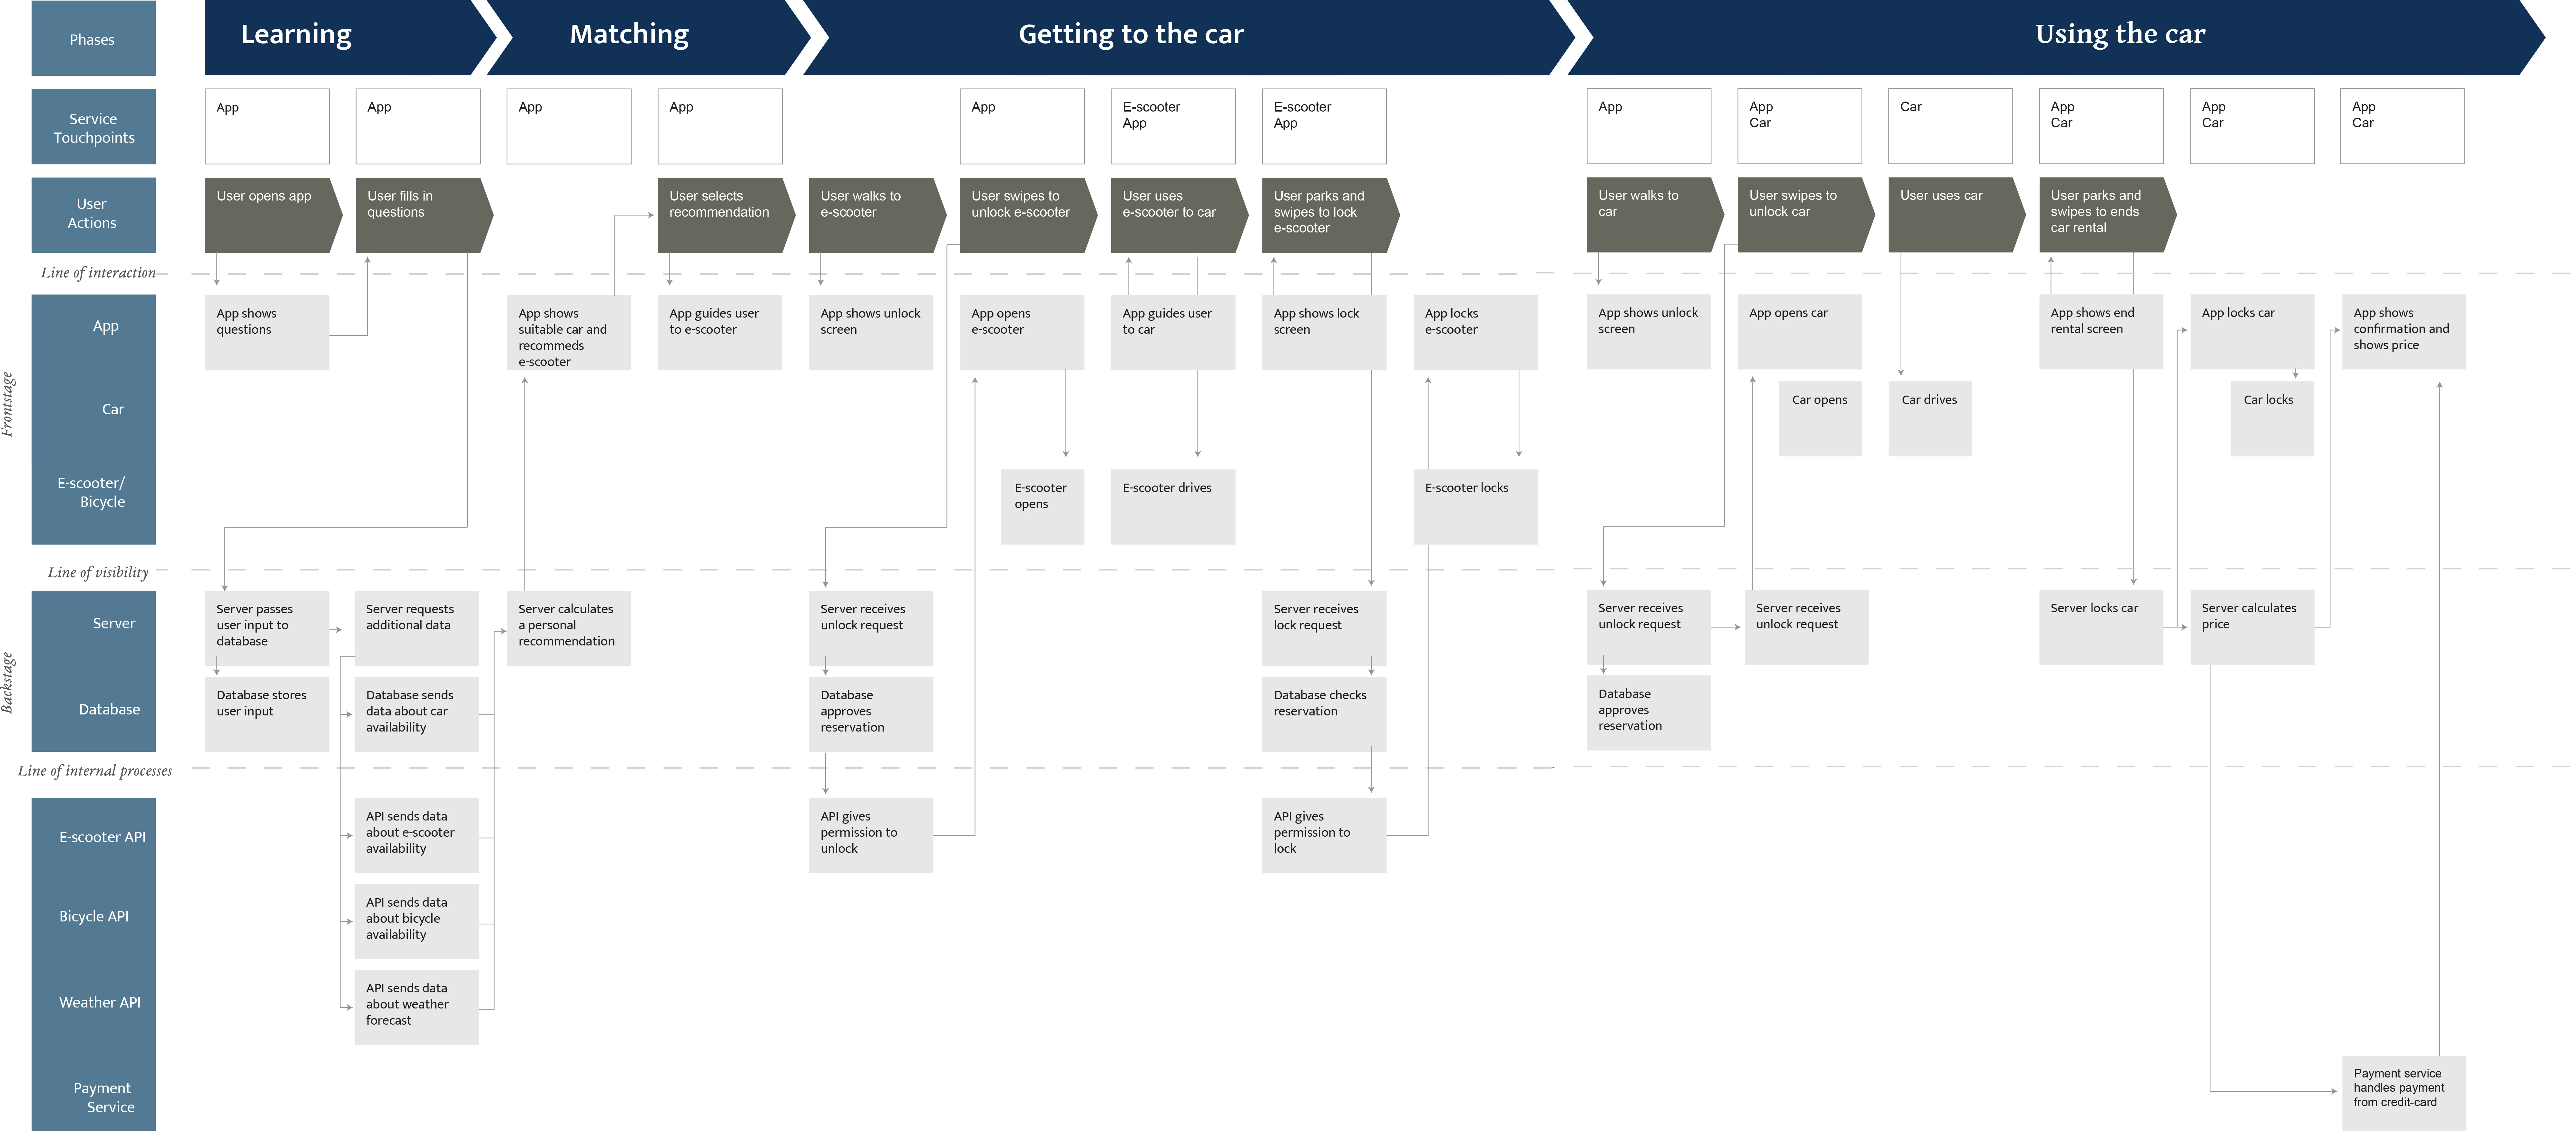 Phases
Learning
Matching
Getting to the car
Using the car
Service
Touchpoints
App
App
App
App
App
E-scooter
App
E-scooter
App
App
App
Car
Car
App
Car
App
Car
App
Car
User
Actions
User opens app
User fills in
questions
User selects
recommendation
User walks to
e-scooter
User swipes to
unlock e-scooter
User uses
e-scooter to car
User parks and
swipes to lock
e-scooter
User walks to
car
User swipes to
unlock car
User uses car
User parks and
swipes to ends
car rental
Line of interaction
Frontstage
App
App shows
questions
App shows
suitable car and
recommeds
e-scooter
App guides user
to e-scooter
App shows unlock
screen
App opens
e-scooter
App guides user
to car
App shows lock
screen
App locks
e-scooter
App shows unlock
screen
App opens car
App shows end
rental screen
App locks car
App shows
confirmation and
shows price
Car
Car opens
Car drives
Car locks
E-scooter/
Bicycle
E-scooter
opens
E-scooter drives
E-scooter locks
Line of visibility
Backstage
Server
Server passes
user input to
database
Server requests
additional data
Server calculates
a personal
recommendation
Server receives
unlock request
Server receives
lock request
Server receives
unlock request
Server receives
unlock request
Server locks car
Server calculates
price
Database
Database stores
user input
Database sends
data about car
availability
Database
approves
reservation
Database checks
reservation
Database
approves
reservation
Line of internal processes
E-scooter API
API sends data
about e-scooter
availability
API gives
permission to
unlock
API gives
permission to
lock
Bicycle API
API sends data
about bicycle
availability
Weather API
API sends data
about weather
forecast
Payment
Service
Payment service
handles payment
from credit-card